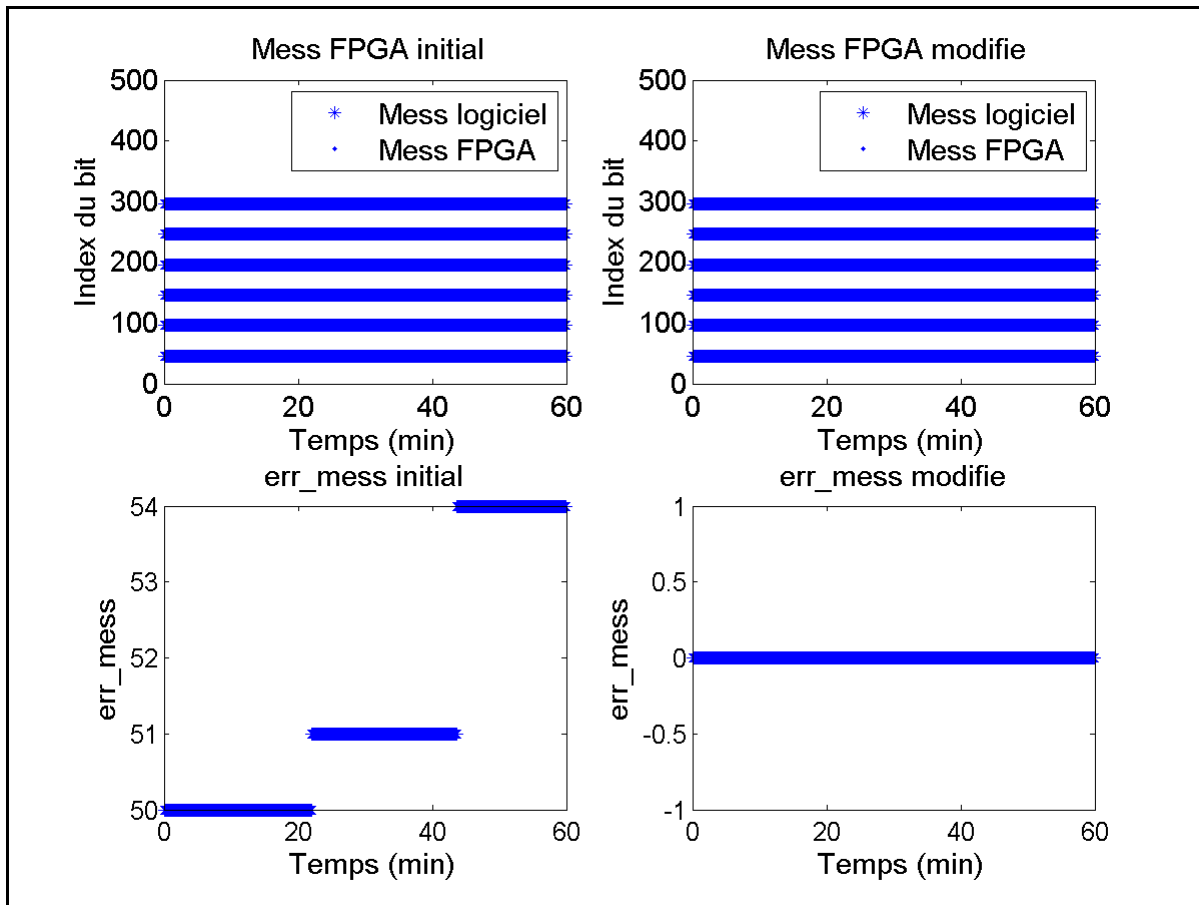 Mess FPGA initial
500
400
300
200
100
0
Index du bit
Mess logiciel
Mess FPGA
0 20 40 60
Temps (min)
Mess FPGA modifie
500
400
300
200
100
0
Index du bit
Mess logiciel
Mess FPGA
0 20 40 60
Temps (min)
err_mess initial
54
53
52
51
50
err_mess
0 20 40 60
Temps (min)
err_mess modifie
1
0.5
0
-0.5
-1
err_mess
0 20 40 60
Temps (min)